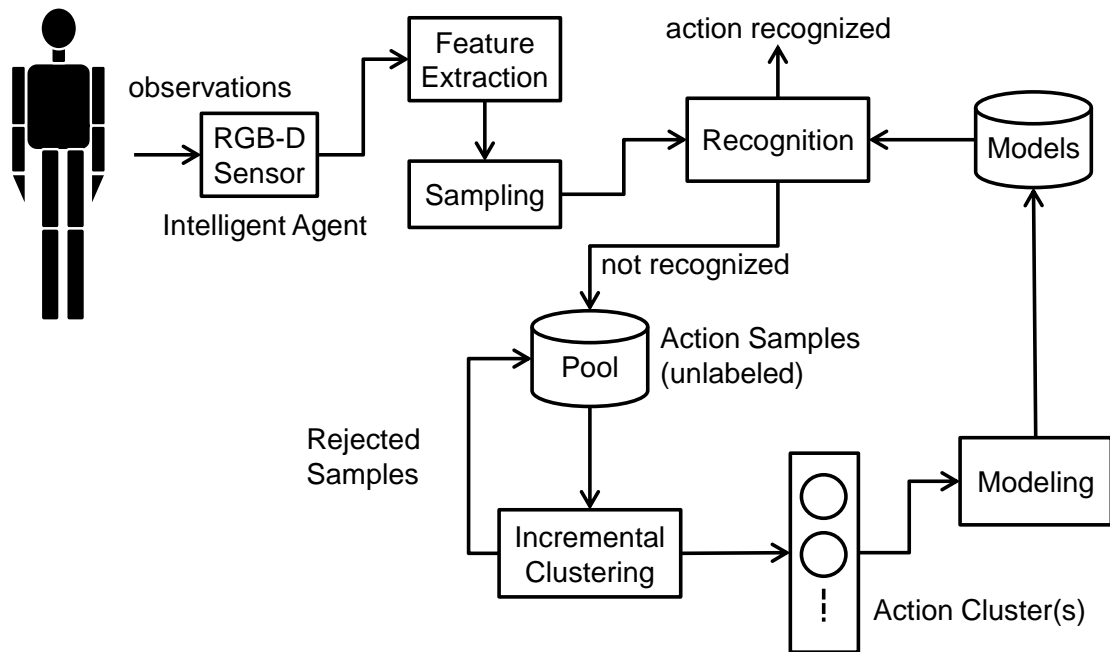 observations
RGB-D
Sensor
Intelligent Agent
Feature
Extraction
Sampling
action recognized
Recognition
Models
not recognized
Pool
Action Samples
(unlabeled)
Rejected
Samples
Incremental
Clustering
Action Cluster(s)
Modeling